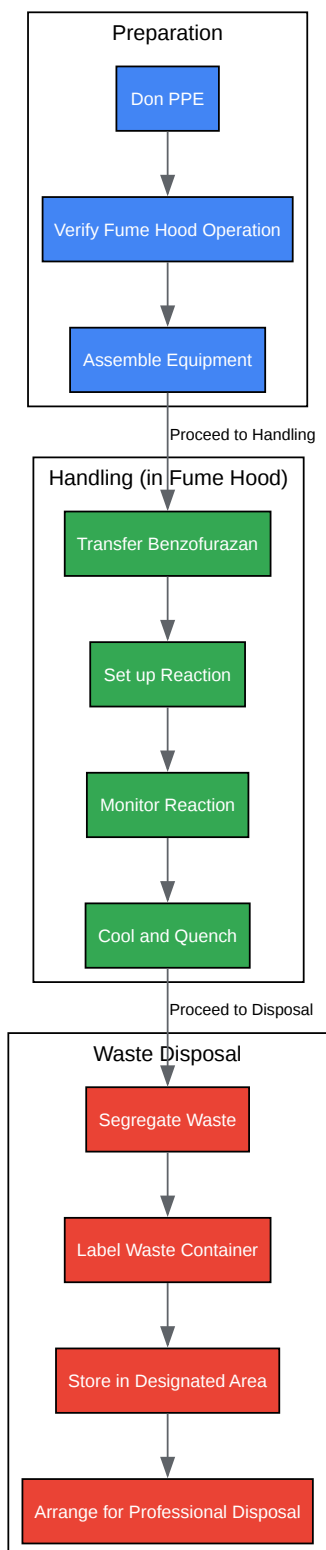 Preparation
Don PPE
Verify Fume Hood Operation
Assemble Equipment
Proceed to Handling
Handling (in Fume Hood)
Transfer Benzofurazan
Set up Reaction
Monitor Reaction
Cool and Quench
Proceed to Disposal
Waste Disposal
Segregate Waste
Label Waste Container
Store in Designated Area
Arrange for Professional Disposal